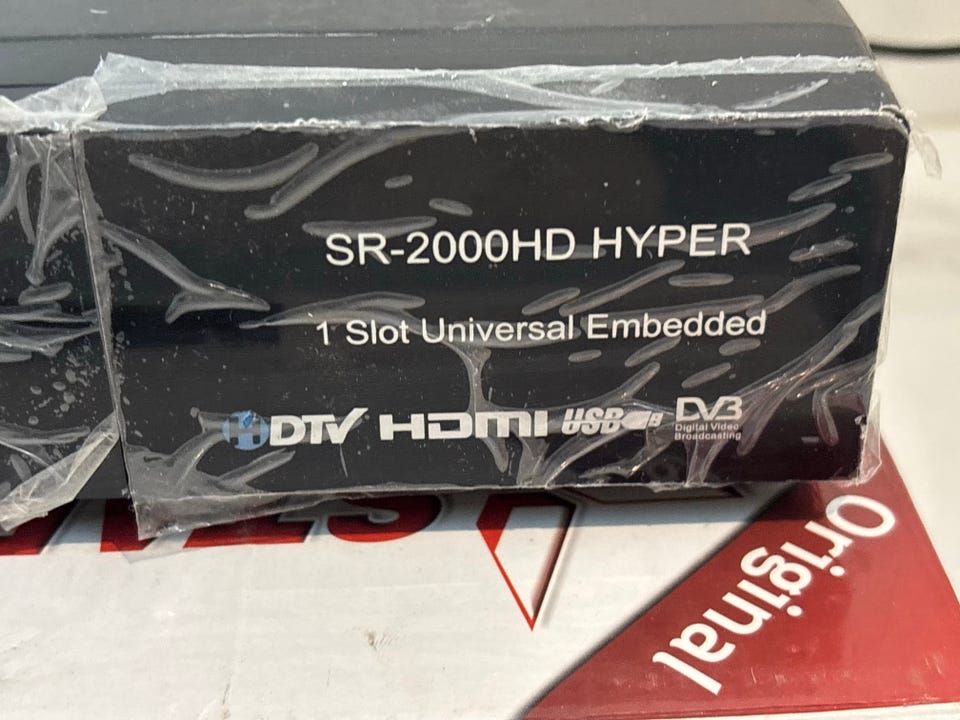 SR-2000HD HYPER
1 Slot Universal Embedded
HDTV HDMI USB DVB
Digital Video
Broadcasting
Original